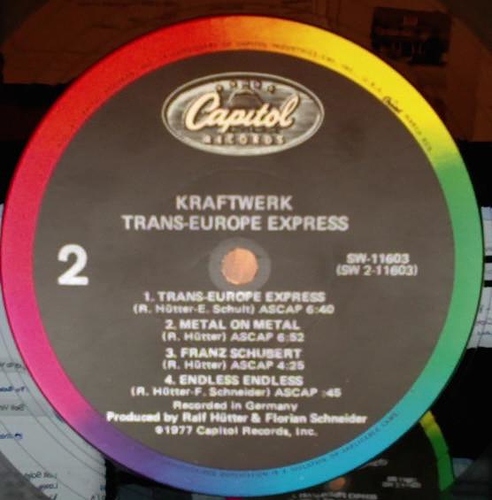 Capitol
RECORDS
KRAFTWERK
TRANS-EUROPE EXPRESS
2
SW-11603
(SW 2-11603)
1. TRANS-EUROPE EXPRESS
(R. Hütter-E. Schult) ASCAP 6:40
2. METAL ON METAL
(R. Hütter) ASCAP 6:52
3. FRANZ SCHUBERT
(R. Hütter) ASCAP 4:25
4. ENDLESS ENDLESS
(R. Hütter-F. Schneider) ASCAP :45
Recorded in Germany
Produced by Ralf Hütter & Florian Schneider
℗1977 Capitol Records, Inc.